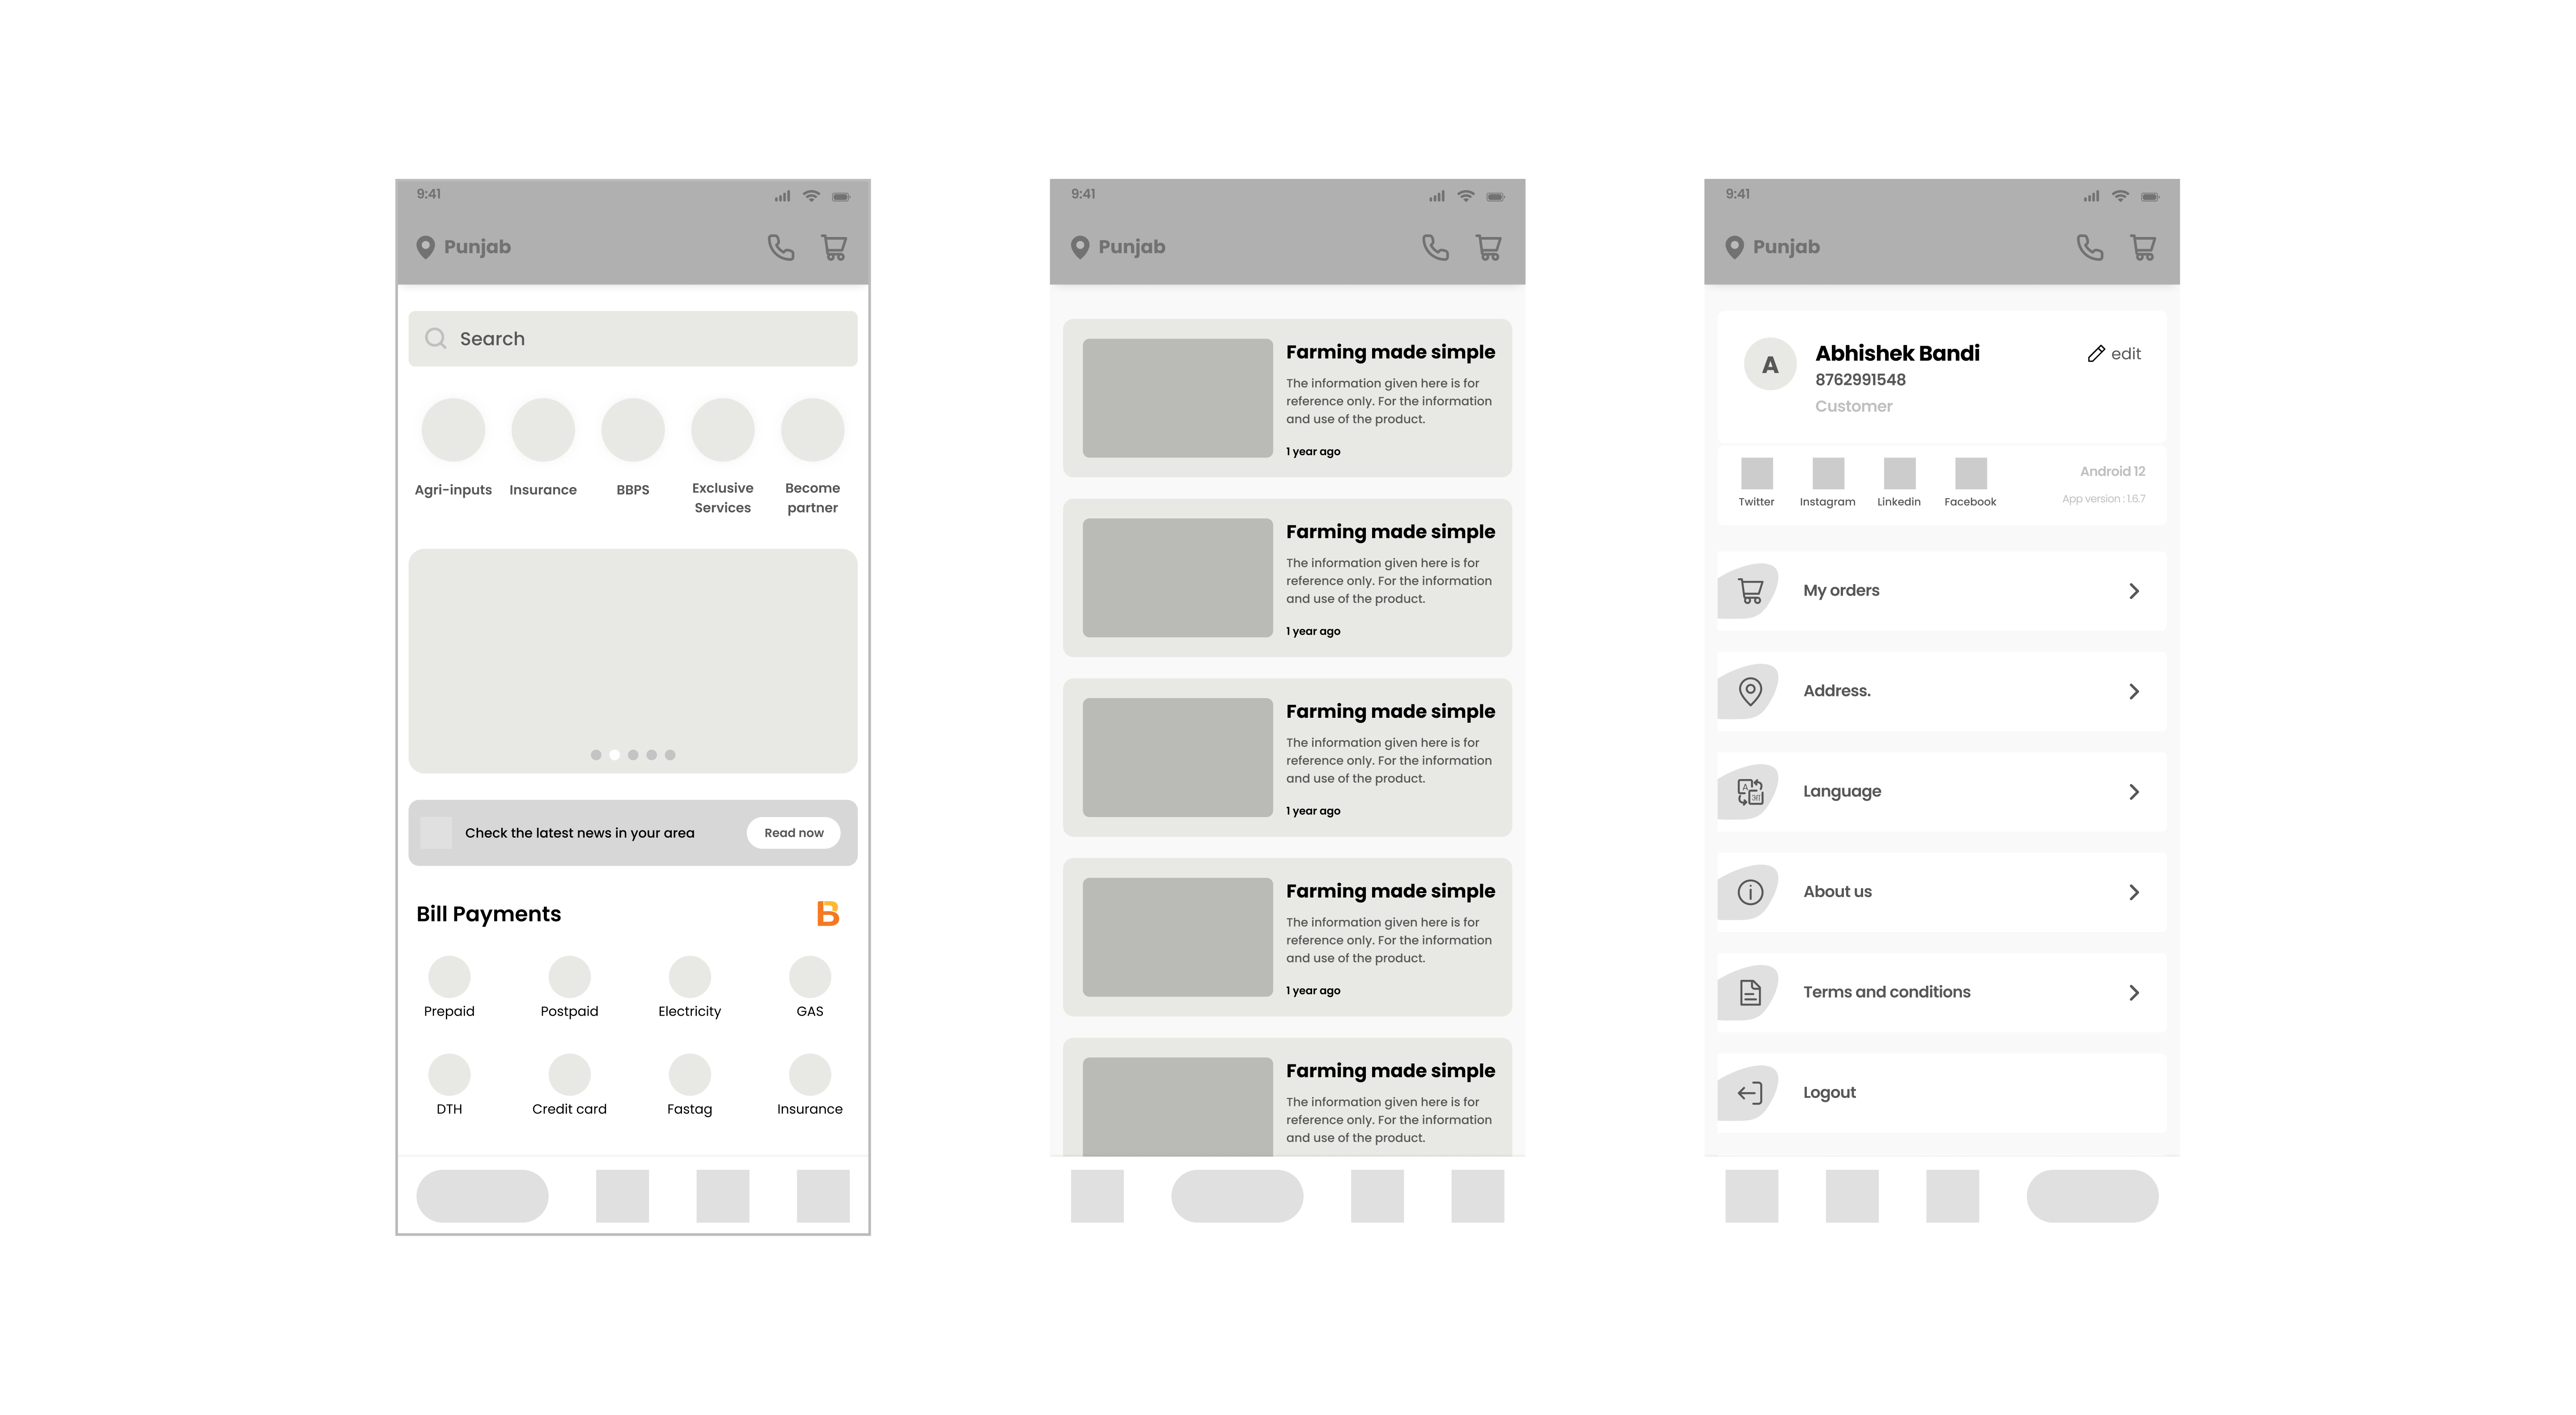 9:41
Punjab
Search
Agri-inputs
Insurance
BBPS
Exclusive
Services
Become
partner
Check the latest news in your area
Read now
Bill Payments
B
Prepaid
Postpaid
Electricity
GAS
DTH
Credit card
Fastag
Insurance
9:41
Punjab
Farming made simple
The information given here is for
reference only. For the information
and use of the product.
1 year ago
Farming made simple
The information given here is for
reference only. For the information
and use of the product.
1 year ago
Farming made simple
The information given here is for
reference only. For the information
and use of the product.
1 year ago
Farming made simple
The information given here is for
reference only. For the information
and use of the product.
1 year ago
Farming made simple
The information given here is for
reference only. For the information
and use of the product.
9:41
Punjab
A
Abhishek Bandi
edit
8762991548
Customer
Twitter
Instagram
Linkedin
Facebook
Android 12
App version : 1.6.7
My orders
Address.
Language
About us
Terms and conditions
Logout